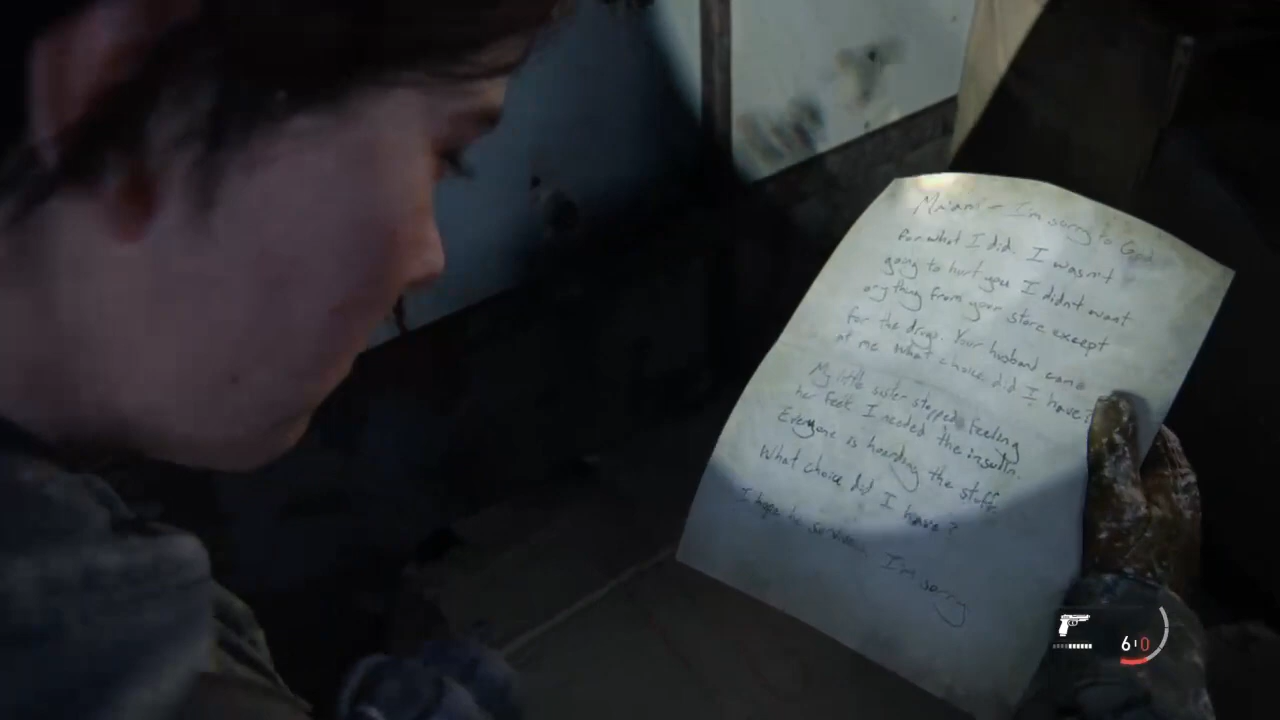 I'm sorry to God
for what I did. I wasn't
going to hurt you I didn't want
anything from your store except
for the drugs. Your husband came
at me what choice did I have?
My little sister stopped feeling
her feet I needed the insulin.
Everyone is hoarding the stuff.
What choice did I have?
I hope he I'm sorry
6 0